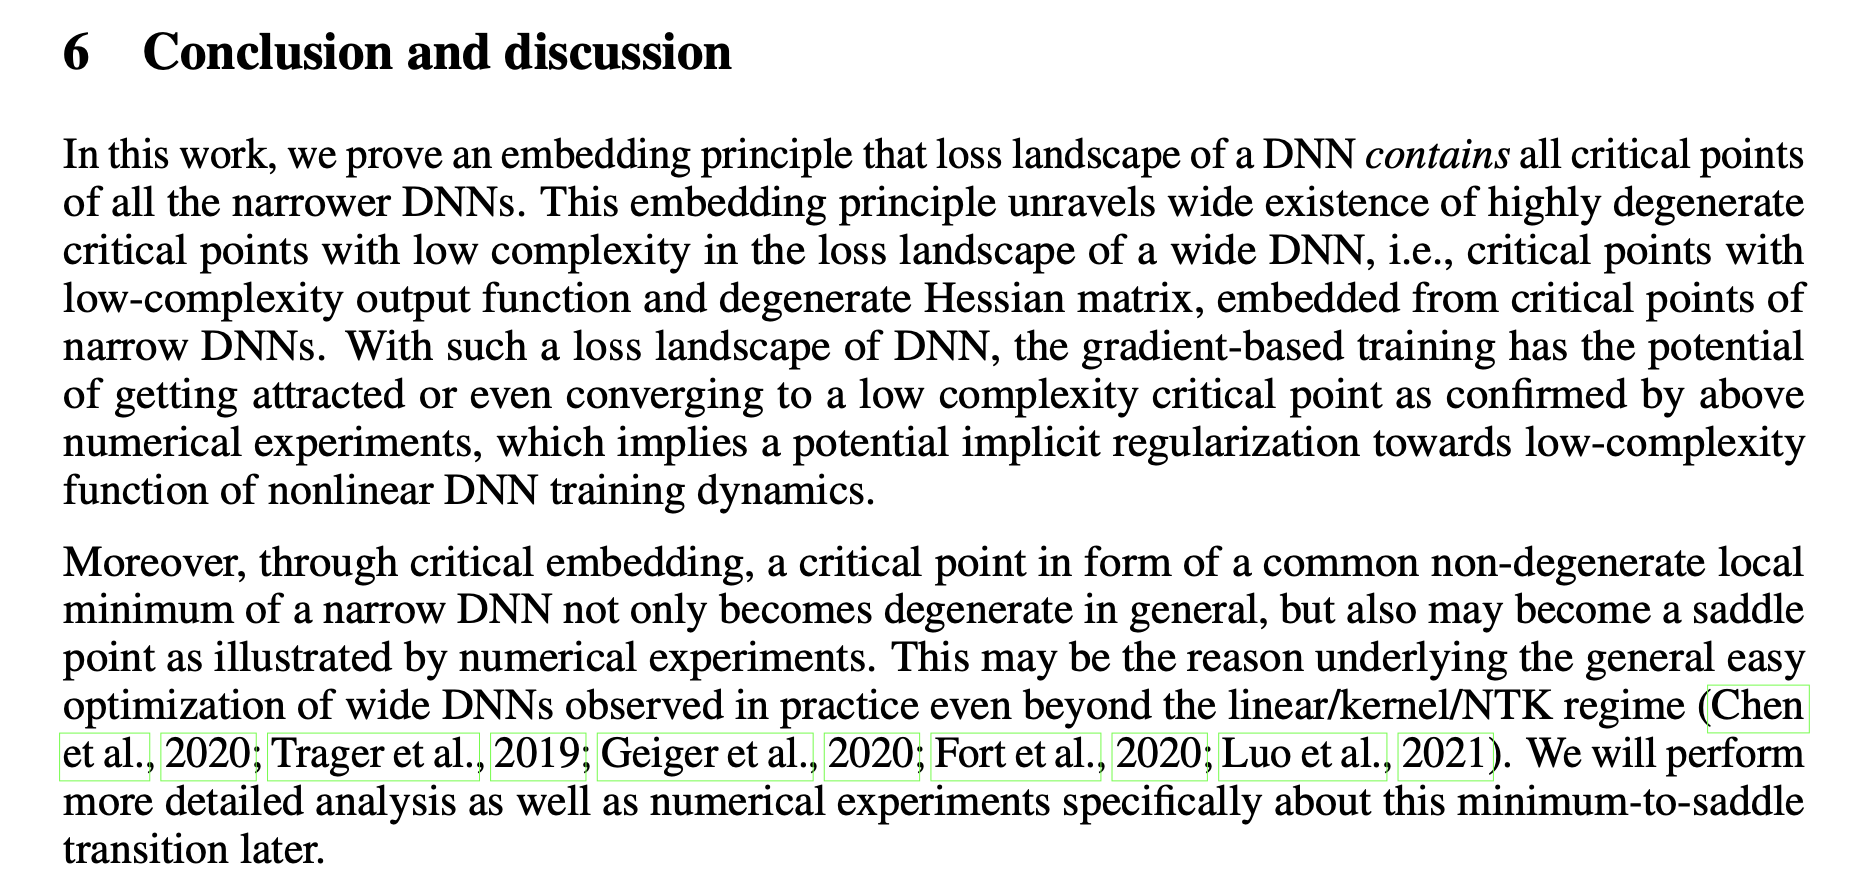 6 Conclusion and discussion
In this work, we prove an embedding principle that loss landscape of a DNN contains all critical points
of all the narrower DNNs. This embedding principle unravels wide existence of highly degenerate
critical points with low complexity in the loss landscape of a wide DNN, i.e., critical points with
low-complexity output function and degenerate Hessian matrix, embedded from critical points of
narrow DNNs. With such a loss landscape of DNN, the gradient-based training has the potential
of getting attracted or even converging to a low complexity critical point as confirmed by above
numerical experiments, which implies a potential implicit regularization towards low-complexity
function of nonlinear DNN training dynamics.
Moreover, through critical embedding, a critical point in form of a common non-degenerate local
minimum of a narrow DNN not only becomes degenerate in general, but also may become a saddle
point as illustrated by numerical experiments. This may be the reason underlying the general easy
optimization of wide DNNs observed in practice even beyond the linear/kernel/NTK regime (Chen
et al., 2020; Trager et al., 2019; Geiger et al., 2020; Fort et al., 2020; Luo et al., 2021). We will perform
more detailed analysis as well as numerical experiments specifically about this minimum-to-saddle
transition later.